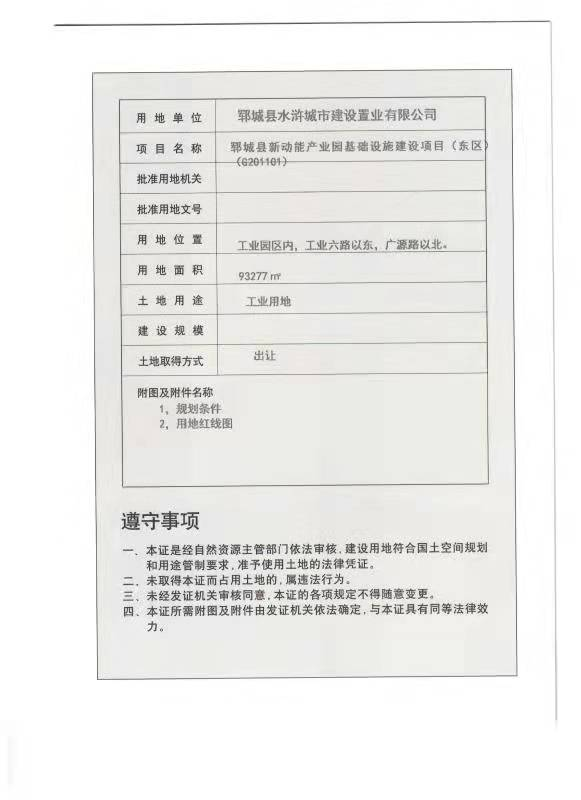 用地单位 郓城县水浒城市建设置业有限公司
项目名称 郓城县新动能产业园基础设施建设项目（东区）
（G201101）
批准用地机关
批准用地文号
用地位置 工业园区内，工业六路以东，广源路以北。
用地面积 93277㎡
土地用途 工业用地
建设规模
土地取得方式 出让
附图及附件名称
1，规划条件
2，用地红线图
遵守事项
一、本证是经自然资源主管部门依法审核，建设用地符合国土空间规划
和用途管制要求，准予使用土地的法律凭证。
二、未取得本证而占用土地的，属违法行为。
三、未经发证机关审核同意，本证的各项规定不得随意变更。
四、本证所需附图及附件由发证机关依法确定，与本证具有同等法律效
力。